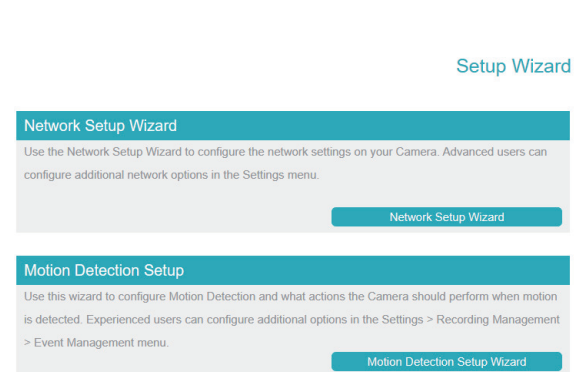 Setup Wizard
Network Setup Wizard
Use the Network Setup Wizard to configure the network settings on your Camera. Advanced users can
configure additional network options in the Settings menu.
Network Setup Wizard
Motion Detection Setup
Use this wizard to configure Motion Detection and what actions the Camera should perform when motion
is detected. Experienced users can configure additional options in the Settings > Recording Management
> Event Management menu.
Motion Detection Setup Wizard